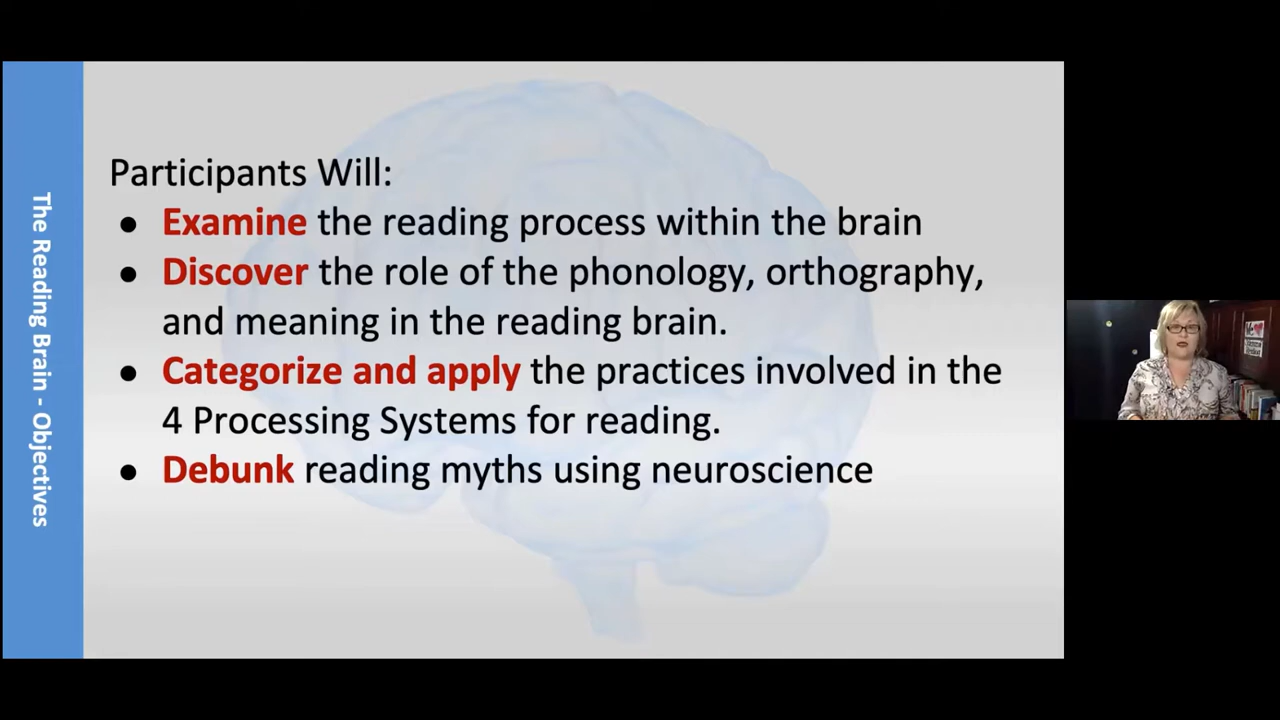 The Reading Brain - Objectives
Participants Will:
● Examine the reading process within the brain
● Discover the role of the phonology, orthography,
and meaning in the reading brain.
● Categorize and apply the practices involved in the
4 Processing Systems for reading.
● Debunk reading myths using neuroscience